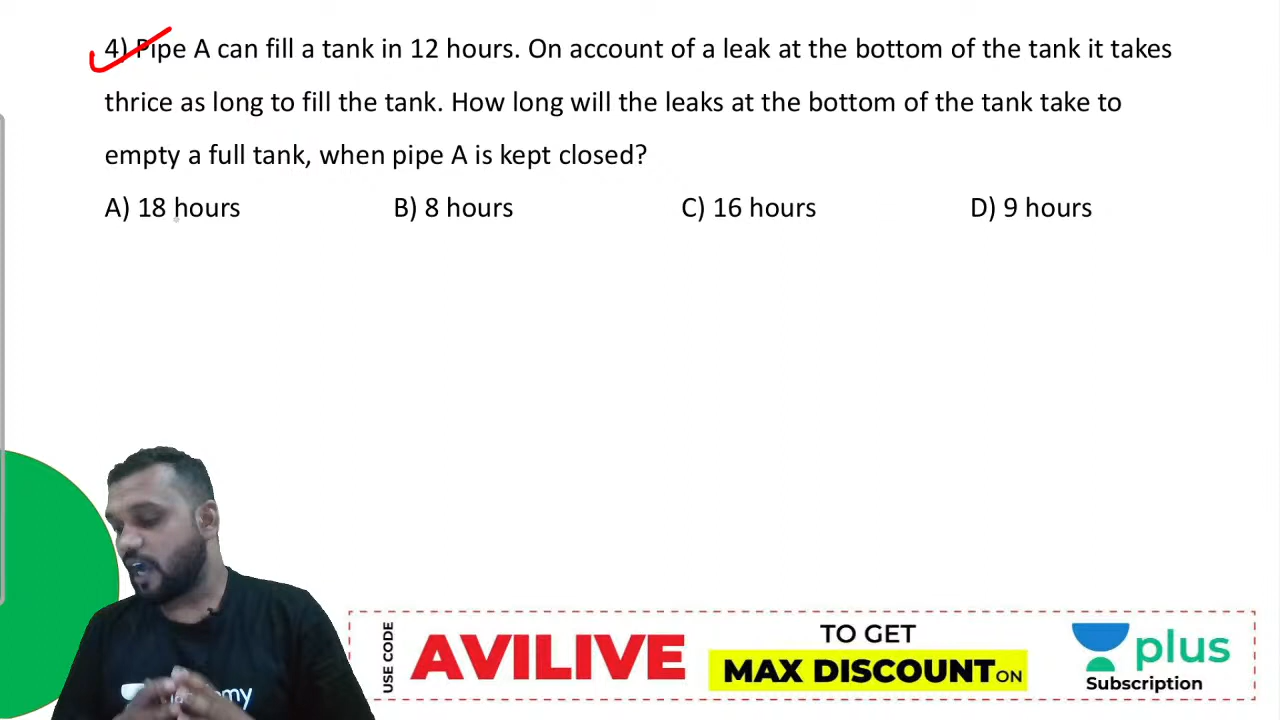 4) Pipe A can fill a tank in 12 hours. On account of a leak at the bottom of the tank it takes
thrice as long to fill the tank. How long will the leaks at the bottom of the tank take to
empty a full tank, when pipe A is kept closed?
A) 18 hours B) 8 hours C) 16 hours D) 9 hours
USE CODE
AVILIVE
TO GET
MAX DISCOUNT ON
plus
Subscription